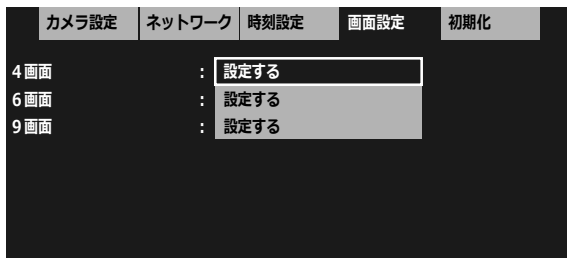 カメラ設定 ネットワーク 時刻設定 画面設定 初期化
4画面 : 設定する
6画面 : 設定する
9画面 : 設定する